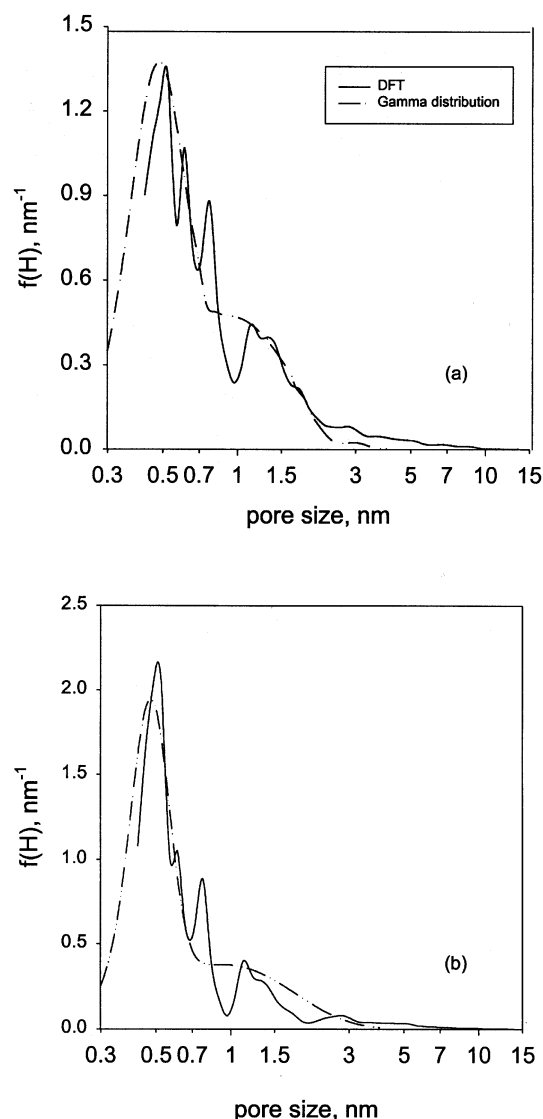 1.5
1.2
0.9
0.6
0.3
0.0
f(H), nm⁻¹
DFT
Gamma distribution
(a)
0.3 0.5 0.7 1 1.5 3 5 7 10 15
pore size, nm
2.5
2.0
1.5
1.0
0.5
0.0
f(H), nm⁻¹
(b)
0.3 0.5 0.7 1 1.5 3 5 7 10 15
pore size, nm